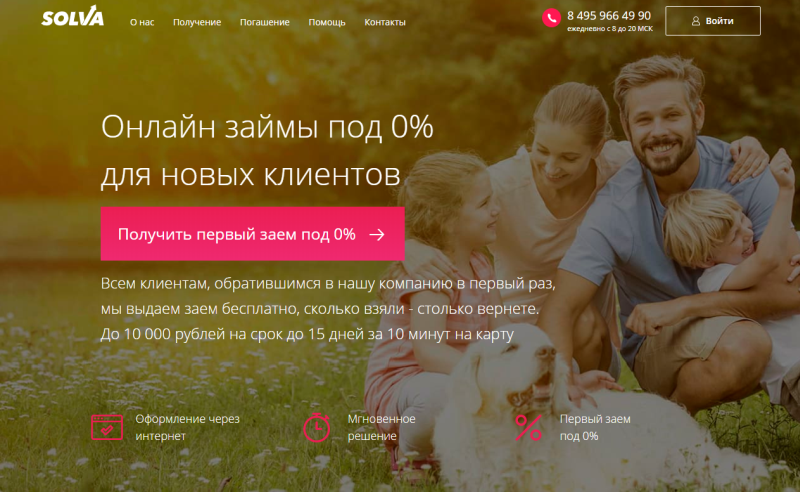 SOLVA
О нас
Получение
Погашение
Помощь
Контакты
8 495 966 49 90
ежедневно с 8 до 20 МСК
Войти
Онлайн займы под 0%
для новых клиентов
Получить первый заем под 0%
Всем клиентам, обратившимся в нашу компанию в первый раз,
мы выдаем заем бесплатно, сколько взяли - столько вернете.
До 10 000 рублей на срок до 15 дней за 10 минут на карту
Оформление через
интернет
Мгновенное
решение
Первый заем
под 0%